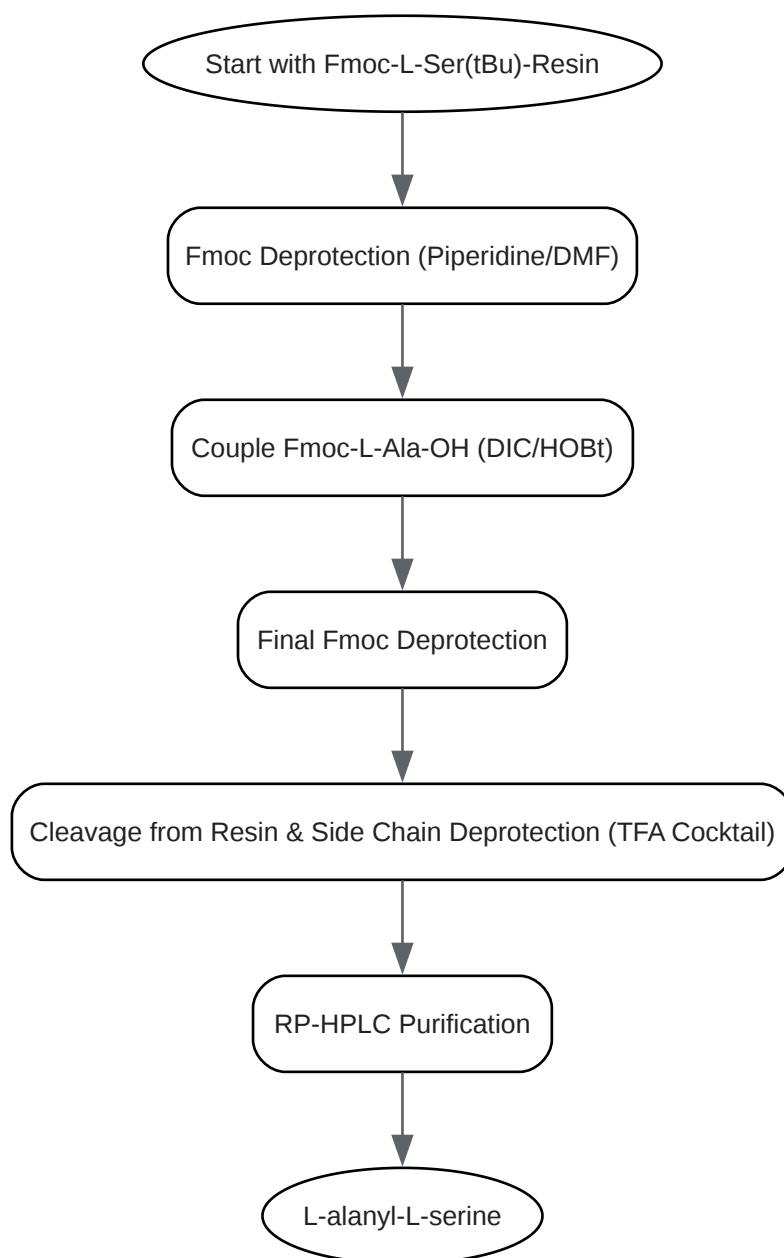 Start with Fmoc-L-Ser(tBu)-Resin
Fmoc Deprotection (Piperidine/DMF)
Couple Fmoc-L-Ala-OH (DIC/HOBt)
Final Fmoc Deprotection
Cleavage from Resin & Side Chain Deprotection (TFA Cocktail)
RP-HPLC Purification
L-alanyl-L-serine